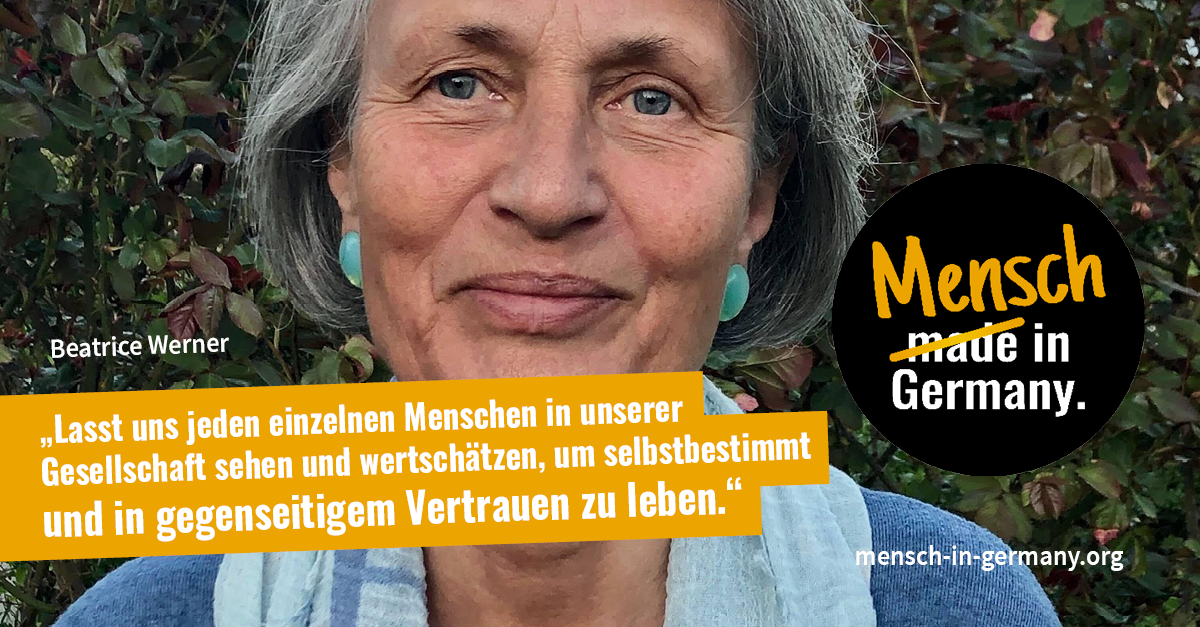 Beatrice Werner
„Lasst uns jeden einzelnen Menschen in unserer
Gesellschaft sehen und wertschätzen, um selbstbestimmt
und in gegenseitigem Vertrauen zu leben.“
Mensch
made in
Germany.
mensch-in-germany.org